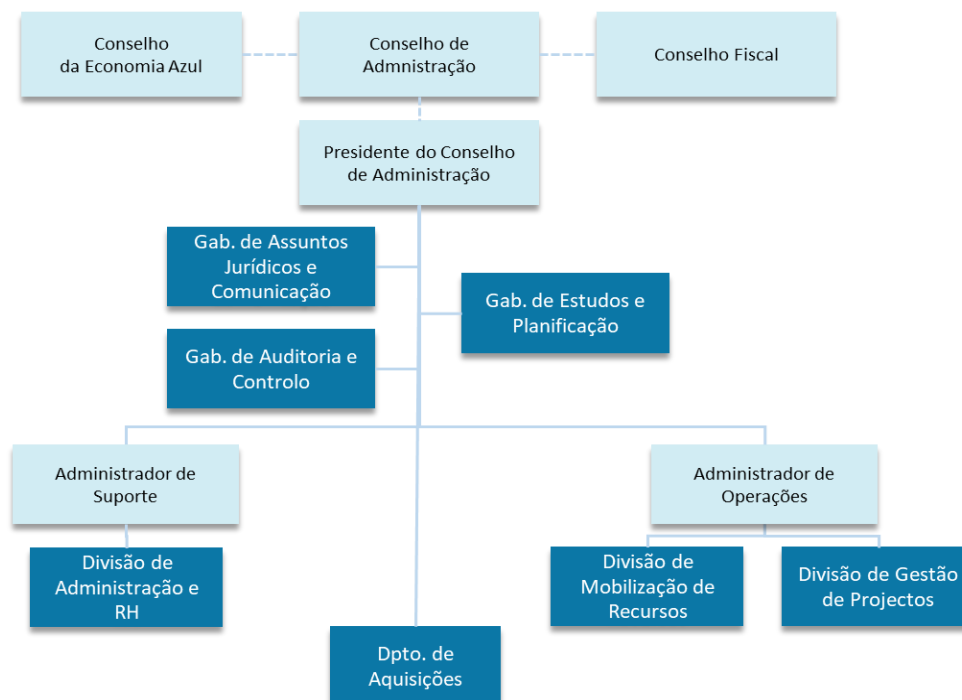 Conselho
da Economia Azul
Conselho de
Admnistração
Conselho Fiscal
Presidente do Conselho
de Administração
Gab. de Assuntos
Jurídicos e
Comunicação
Gab. de Estudos e
Planificação
Gab. de Auditoria e
Controlo
Administrador de
Suporte
Administrador de
Operações
Divisão de
Administração e
RH
Divisão de
Mobilização de
Recursos
Divisão de Gestão
de Projectos
Dpto. de
Aquisições